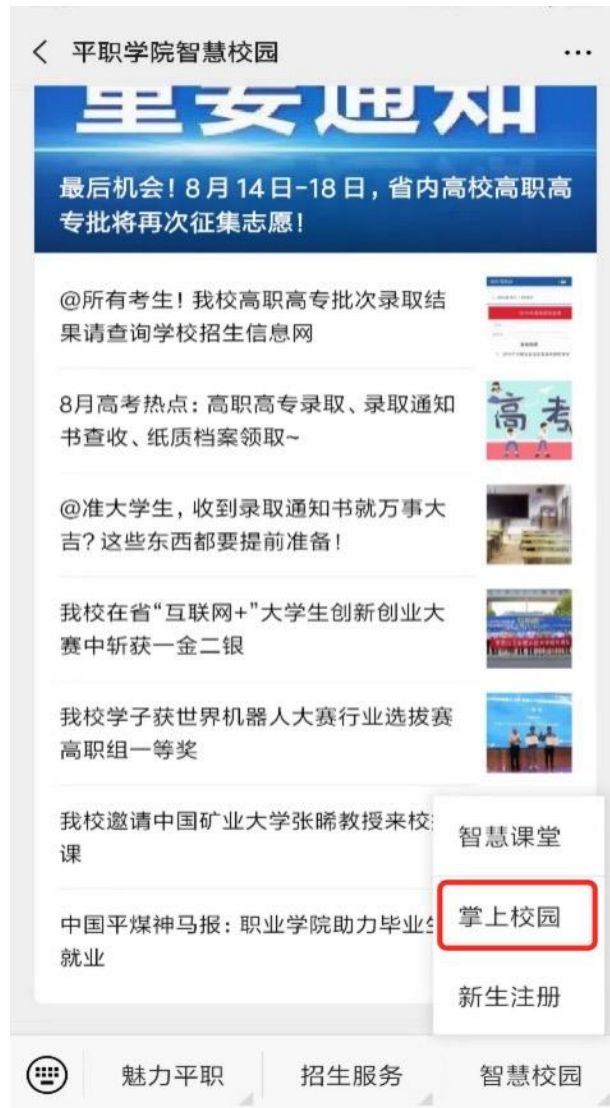 平职学院智慧校园
重要通知
最后机会！8月14日-18日，省内高校高职高
专批将再次征集志愿！
@所有考生！我校高职高专批次录取结
果请查询学校招生信息网
8月高考热点：高职高专录取、录取通知
书查收、纸质档案领取~
高考
@准大学生，收到录取通知书就万事大
吉？这些东西都要提前准备！
我校在省“互联网+”大学生创新创业大
赛中斩获一金二银
我校学子获世界机器人大赛行业选拔赛
高职组一等奖
我校邀请中国矿业大学张晞教授来校
课
中国平煤神马报：职业学院助力毕业
就业
智慧课堂
掌上校园
新生注册
魅力平职
招生服务
智慧校园